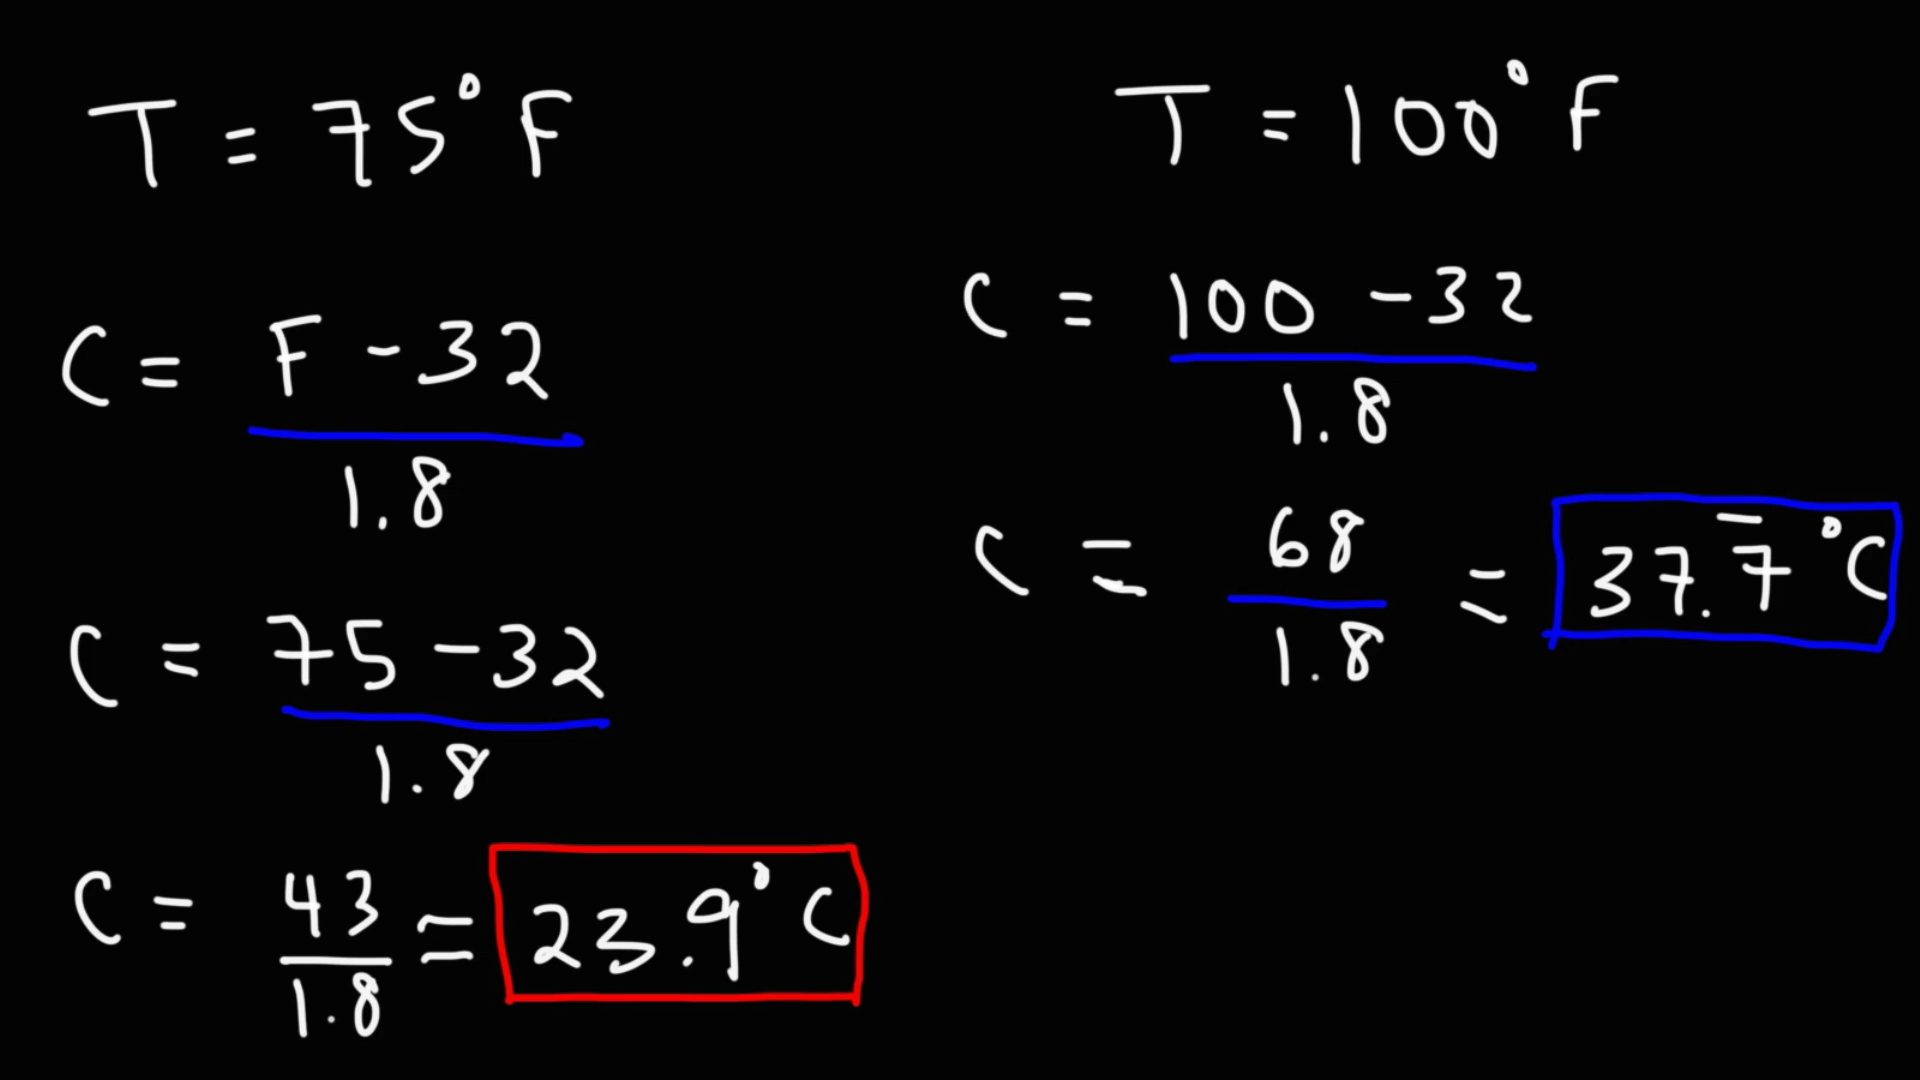 T = 75° F
C = F - 32
1.8
C = 75 - 32
1.8
C = 43
1.8
= 23.9° C
T = 100° F
C = 100 - 32
1.8
C = 68
1.8
= 37.7̅ °C